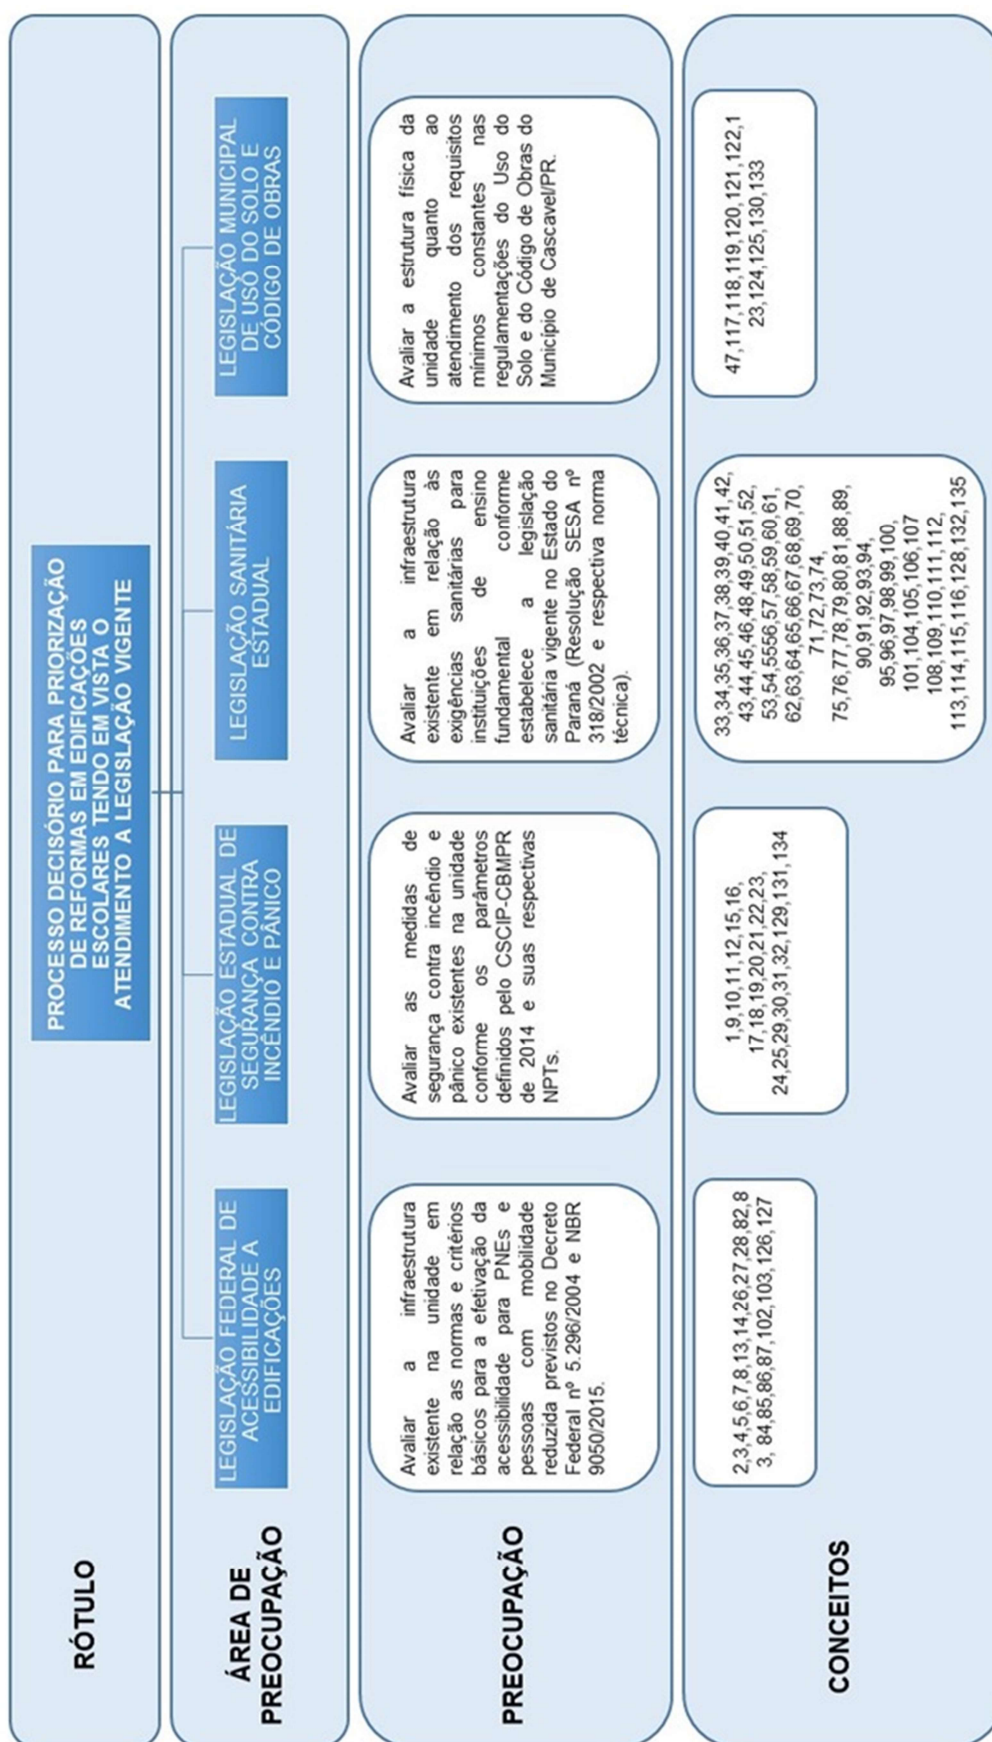 RÓTULO
PROCESSO DECISÓRIO PARA PRIORIZAÇÃO
DE REFORMAS EM EDIFICAÇÕES
ESCOLARES TENDO EM VISTA O
ATENDIMENTO A LEGISLAÇÃO VIGENTE
ÁREA DE
PREOCUPAÇÃO
LEGISLAÇÃO FEDERAL DE
ACESSIBILIDADE A
EDIFICAÇÕES
LEGISLAÇÃO ESTADUAL DE
SEGURANÇA CONTRA
INCÊNDIO E PÂNICO
LEGISLAÇÃO SANITÁRIA
ESTADUAL
LEGISLAÇÃO MUNICIPAL
DE USO DO SOLO E
CÓDIGO DE OBRAS
PREOCUPAÇÃO
Avaliar a infraestrutura
existente na unidade em
relação as normas e critérios
básicos para a efetivação da
acessibilidade para PNEs e
pessoas com mobilidade
reduzida previstos no Decreto
Federal nº 5.296/2004 e NBR
9050/2015.
Avaliar as medidas de
segurança contra incêndio e
pânico existentes na unidade
conforme os parâmetros
definidos pelo CSCIP-CBMPR
de 2014 e suas respectivas
NPTs.
Avaliar a infraestrutura
existente em relação às
exigências sanitárias para
instituições de ensino
fundamental conforme
estabelece a legislação
sanitária vigente no Estado do
Paraná (Resolução SESA nº
318/2002 e respectiva norma
técnica).
Avaliar a estrutura física da
unidade quanto ao
atendimento dos requisitos
mínimos constantes nas
regulamentações do Uso do
Solo e do Código de Obras do
Município de Cascavel/PR.
CONCEITOS
2,3,4,5,6,7,8,13,14,26,27,28,82,8
3, 84,85,86,87,102,103,126,127
1,9,10,11,12,15,16,
17,18,19,20,21,22,23,
24,25,29,30,31,32,129,131,134
33,34,35,36,37,38,39,40,41,42,
43,44,45,46,48,49,50,51,52,
53,54,5556,57,58,59,60,61,
62,63,64,65,66,67,68,69,70,
71,72,73,74,
75,76,77,78,79,80,81,88,89,
90,91,92,93,94,
95,96,97,98,99,100,
101,104,105,106,107
108,109,110,111,112,
113,114,115,116,128,132,135
47,117,118,119,120,121,122,1
23,124,125,130,133